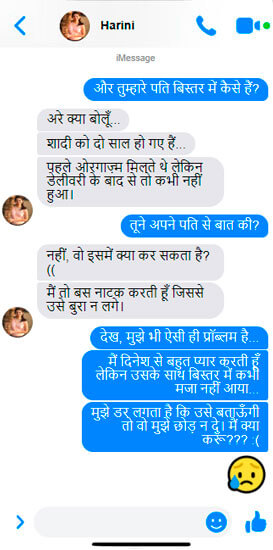 Harini
iMessage
और तुम्हारे पति बिस्तर में कैसे हैं?
अरे क्या बोलूँ...
शादी को दो साल हो गए हैं...
पहले ओरगाज़्म मिलते थे लेकिन
डेलीवरी के बाद से तो कभी नहीं
हुआ।
तूने अपने पति से बात की?
नहीं, वो इसमें क्या कर सकता है?
((
मैं तो बस नाटक करती हूँ जिससे
उसे बुरा न लगे।
देख, मुझे भी ऐसी ही प्रॉब्लम है...
मैं दिनेश से बहुत प्यार करती हूँ
लेकिन उसके साथ बिस्तर में कभी
मजा नहीं आया...
मुझे डर लगता है कि उसे बताऊँगी
तो वो मुझे छोड़ न दे। मैं क्या
करूँ??? :(